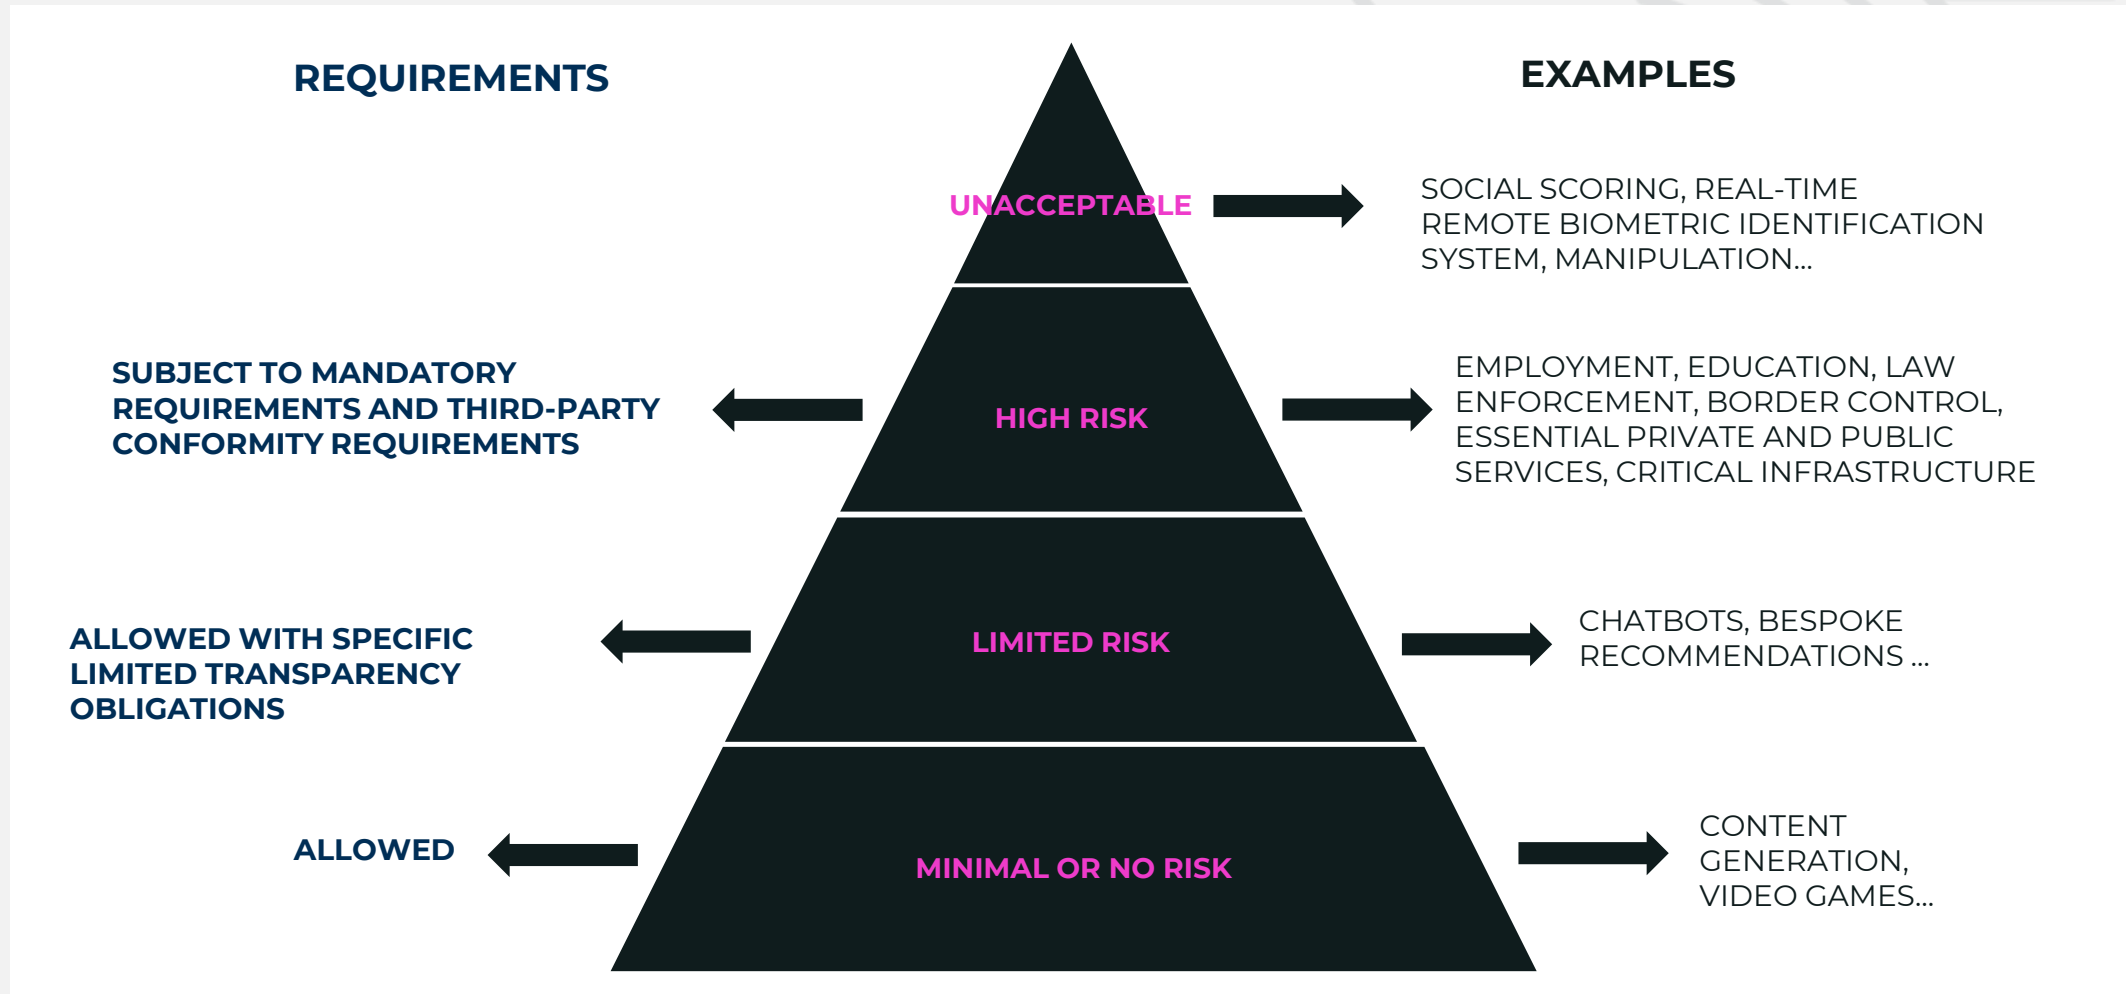 REQUIREMENTS
EXAMPLES
UNACCEPTABLE
SOCIAL SCORING, REAL-TIME
REMOTE BIOMETRIC IDENTIFICATION
SYSTEM, MANIPULATION...
SUBJECT TO MANDATORY
REQUIREMENTS AND THIRD-PARTY
CONFORMITY REQUIREMENTS
HIGH RISK
EMPLOYMENT, EDUCATION, LAW
ENFORCEMENT, BORDER CONTROL,
ESSENTIAL PRIVATE AND PUBLIC
SERVICES, CRITICAL INFRASTRUCTURE
ALLOWED WITH SPECIFIC
LIMITED TRANSPARENCY
OBLIGATIONS
LIMITED RISK
CHATBOTS, BESPOKE
RECOMMENDATIONS ...
ALLOWED
MINIMAL OR NO RISK
CONTENT
GENERATION,
VIDEO GAMES...